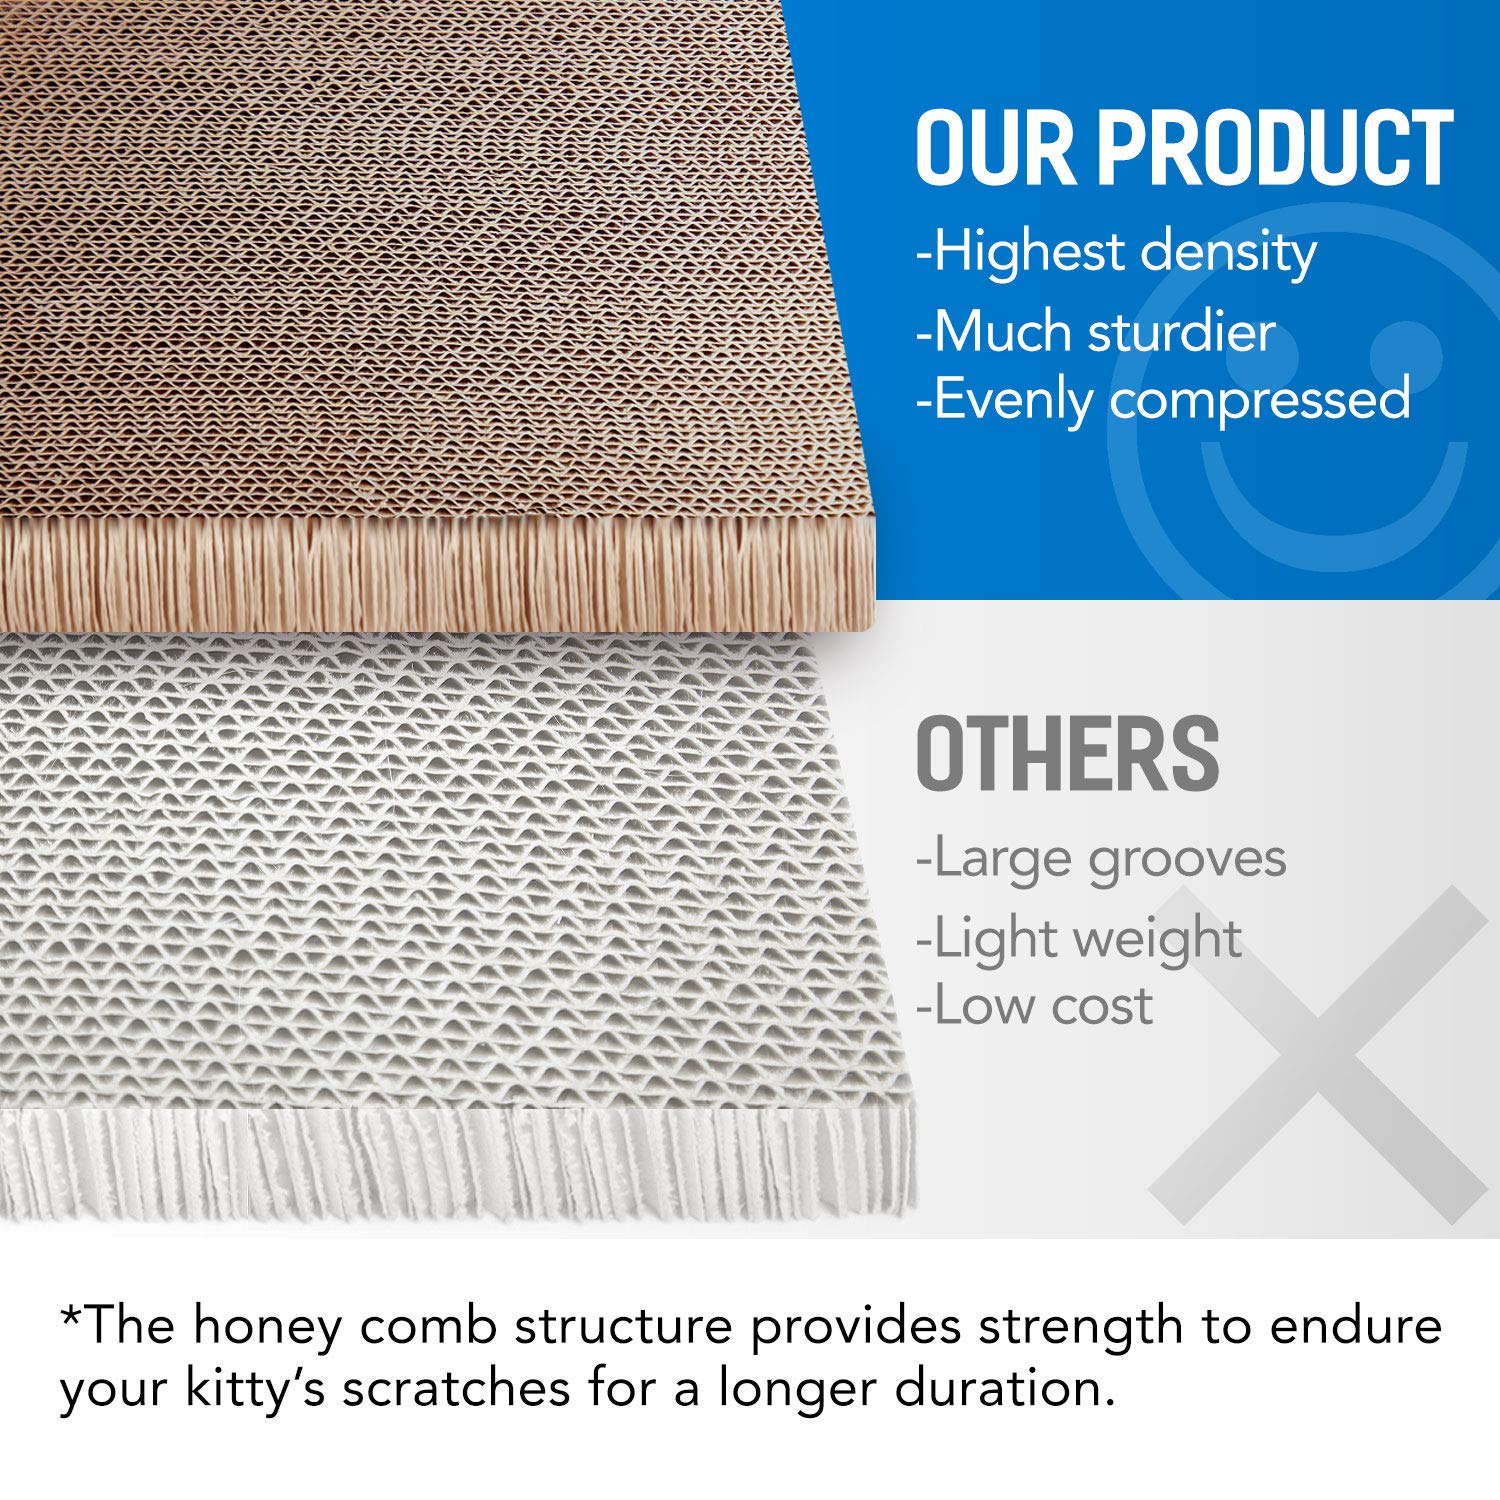 OUR PRODUCT
-Highest density
-Much sturdier
-Evenly compressed
OTHERS
-Large grooves
-Light weight
-Low cost
*The honey comb structure provides strength to endure
your kitty’s scratches for a longer duration.